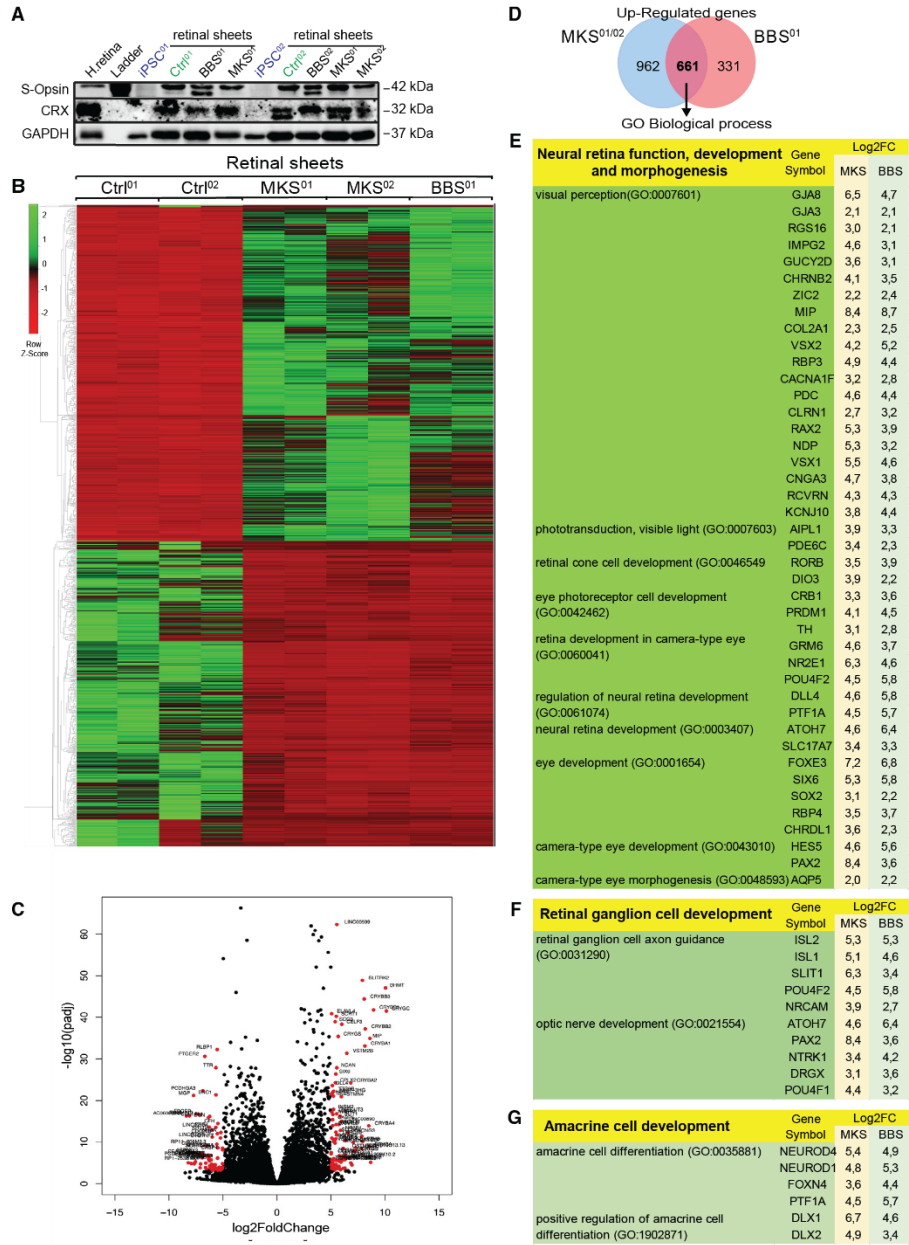 A
retinal sheets
retinal sheets
H.retina
Ladder
iPSC01
Ctrl01
BBS01
MKS01
iPSC02
Ctrl02
BBS02
MKS01
MKS02
S-Opsin
42 kDa
CRX
32 kDa
GAPDH
37 kDa
B
Retinal sheets
Ctrl01 Ctrl02 MKS01 MKS02 BBS01
2
1
0
-1
-2
Row
Z-Score
C
-log10(padj)
60
50
40
30
20
10
0
LINC00599
SLITRK2
DHMT
CRYBB3
CRYGC
CRYBB2
MIP
CRYGS
CRYBA1
VSTM2B
NCAN
CRYBA4
RLBP1
PTGER2
TTR
PCDHGA3
MGP
−15 −10 −5 0 5 10 15
log2FoldChange
D
Up-Regulated genes
MKS01/02
BBS01
962 661 331
GO Biological process
E
Neural retina function, development and morphogenesis
Gene Symbol
Log2FC
MKS BBS
visual perception(GO:0007601) GJA8 6,5 4,7
GJA3 2,1 2,1
RGS16 3,0 2,1
IMPG2 4,6 3,1
GUCY2D 3,6 3,1
CHRNB2 4,1 3,5
ZIC2 2,2 2,4
MIP 8,4 8,7
COL2A1 2,3 2,5
VSX2 4,2 5,2
RBP3 4,9 4,4
CACNA1F 3,2 2,8
PDC 4,6 4,4
CLRN1 2,7 3,2
RAX2 5,3 3,9
NDP 5,3 3,2
VSX1 5,5 4,6
CNGA3 4,7 3,8
RCVRN 4,3 4,3
KCNJ10 3,8 4,4
phototransduction, visible light (GO:0007603) AIPL1 3,9 3,3
PDE6C 3,4 2,3
retinal cone cell development (GO:0046549 RORB 3,5 3,9
DIO3 3,9 2,2
eye photoreceptor cell development CRB1 3,3 3,6
(GO:0042462) PRDM1 4,1 4,5
TH 3,1 2,8
retina development in camera-type eye GRM6 4,6 3,7
(GO:0060041) NR2E1 6,3 4,6
POU4F2 4,5 5,8
regulation of neural retina development DLL4 4,6 5,8
(GO:0061074) PTF1A 4,5 5,7
neural retina development (GO:0003407) ATOH7 4,6 6,4
SLC17A7 3,4 3,3
eye development (GO:0001654) FOXE3 7,2 6,8
SIX6 5,3 5,8
SOX2 3,1 2,2
RBP4 3,5 3,7
CHRDL1 3,6 2,3
camera-type eye development (GO:0043010) HES5 4,6 5,6
PAX2 8,4 3,6
camera-type eye morphogenesis (GO:0048593) AQP5 2,0 2,2
F
Retinal ganglion cell development
Gene Symbol
Log2FC
MKS BBS
retinal ganglion cell axon guidance ISL2 5,3 5,3
(GO:0031290) ISL1 5,1 4,6
SLIT1 6,3 3,4
POU4F2 4,5 5,8
NRCAM 3,9 2,7
optic nerve development (GO:0021554) ATOH7 4,6 6,4
PAX2 8,4 3,6
NTRK1 3,4 4,2
DRGX 3,1 3,6
POU4F1 4,4 3,2
G
Amacrine cell development
Gene Symbol
Log2FC
MKS BBS
amacrine cell differentiation (GO:0035881) NEUROD4 5,4 4,9
NEUROD1 4,8 5,3
FOXN4 3,6 4,4
PTF1A 4,5 5,7
positive regulation of amacrine cell DLX1 6,7 4,6
differentiation (GO:1902871) DLX2 4,9 3,4